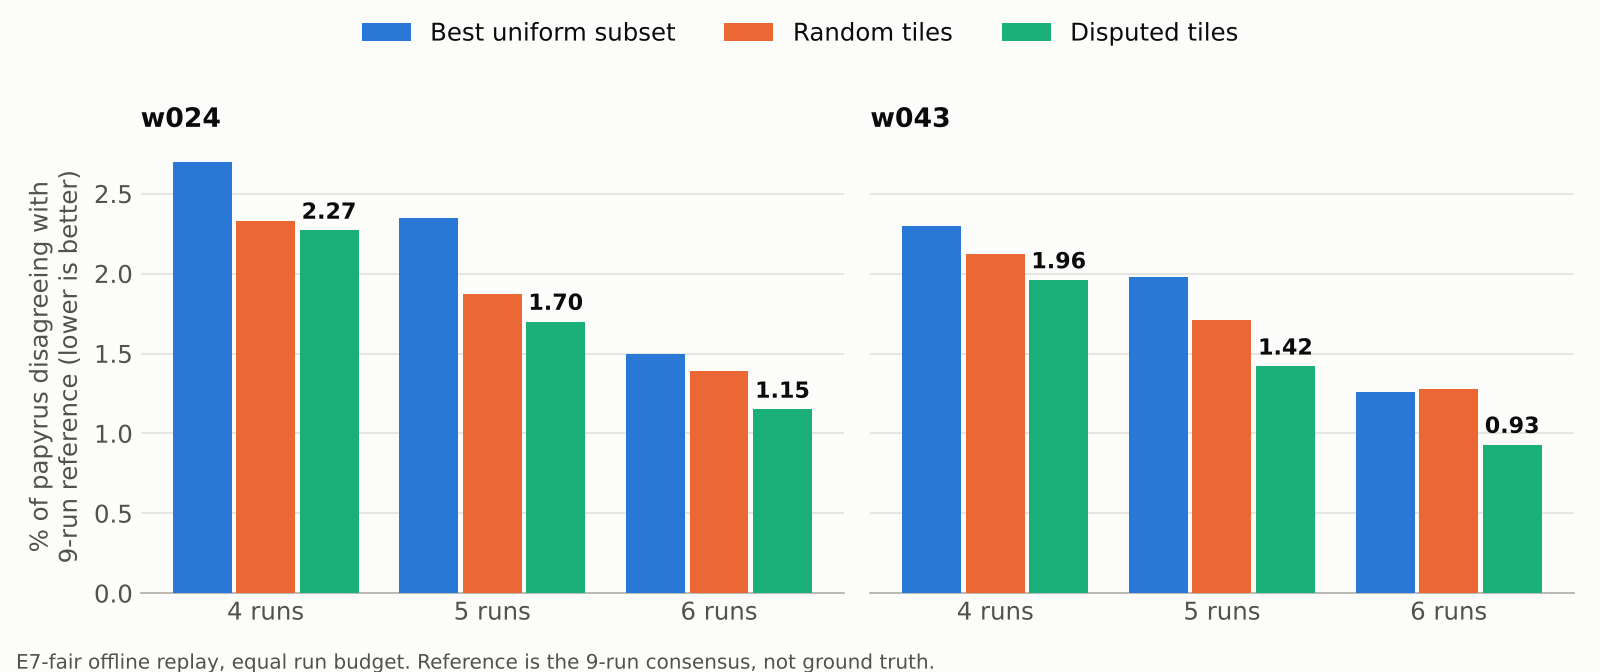 Best uniform subset Random tiles Disputed tiles
w024
w043
% of papyrus disagreeing with
9-run reference (lower is better)
2.5
2.0
1.5
1.0
0.5
0.0
2.27
1.70
1.15
1.96
1.42
0.93
4 runs 5 runs 6 runs
4 runs 5 runs 6 runs
E7-fair offline replay, equal run budget. Reference is the 9-run consensus, not ground truth.